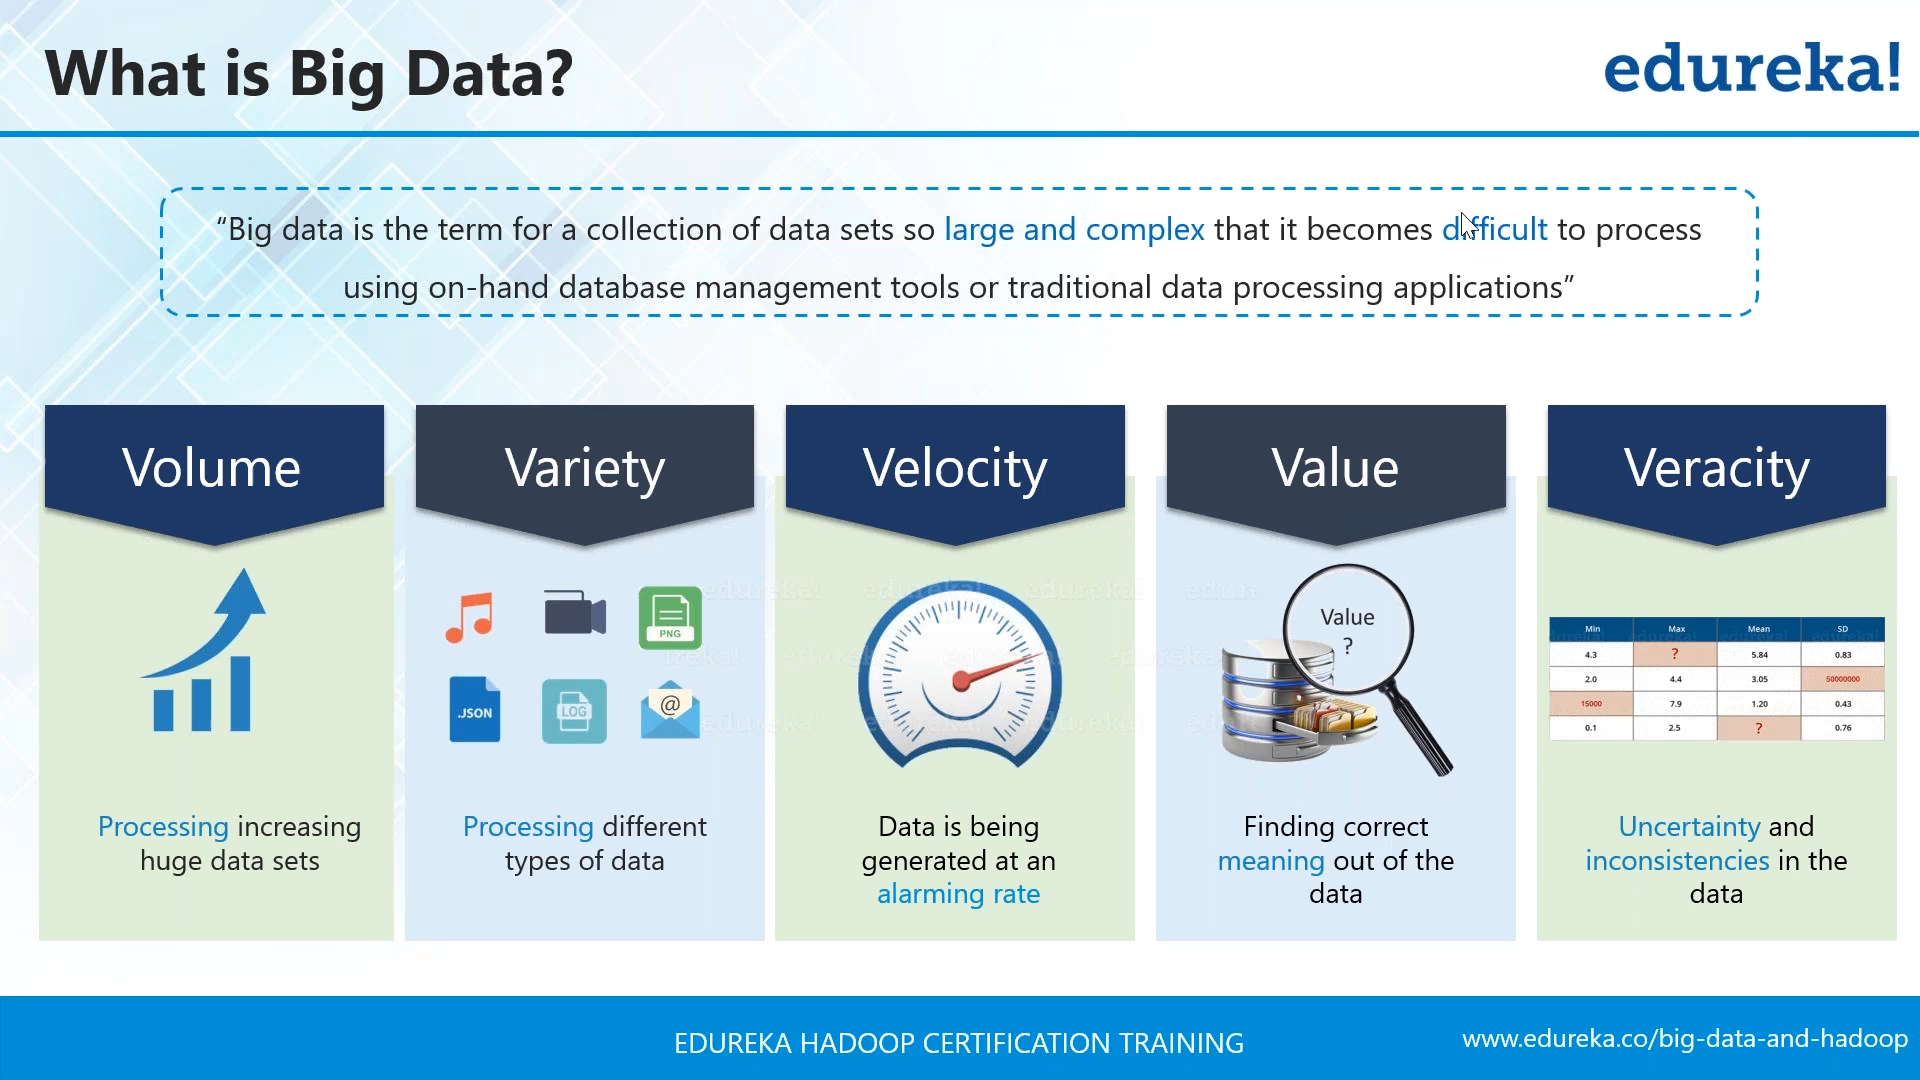 What is Big Data?
edureka!
“Big data is the term for a collection of data sets so large and complex that it becomes difficult to process
using on-hand database management tools or traditional data processing applications”
Volume
Variety
Velocity
Value
Veracity
PNG
.JSON
LOG
@
Value
?
Min Max Mean SD
4.3 ? 5.84 0.83
2.0 4.4 3.05 50000000
15000 7.9 1.20 0.43
0.1 2.5 ? 0.76
Processing increasing
huge data sets
Processing different
types of data
Data is being
generated at an
alarming rate
Finding correct
meaning out of the
data
Uncertainty and
inconsistencies in the
data
EDUREKA HADOOP CERTIFICATION TRAINING
www.edureka.co/big-data-and-hadoop